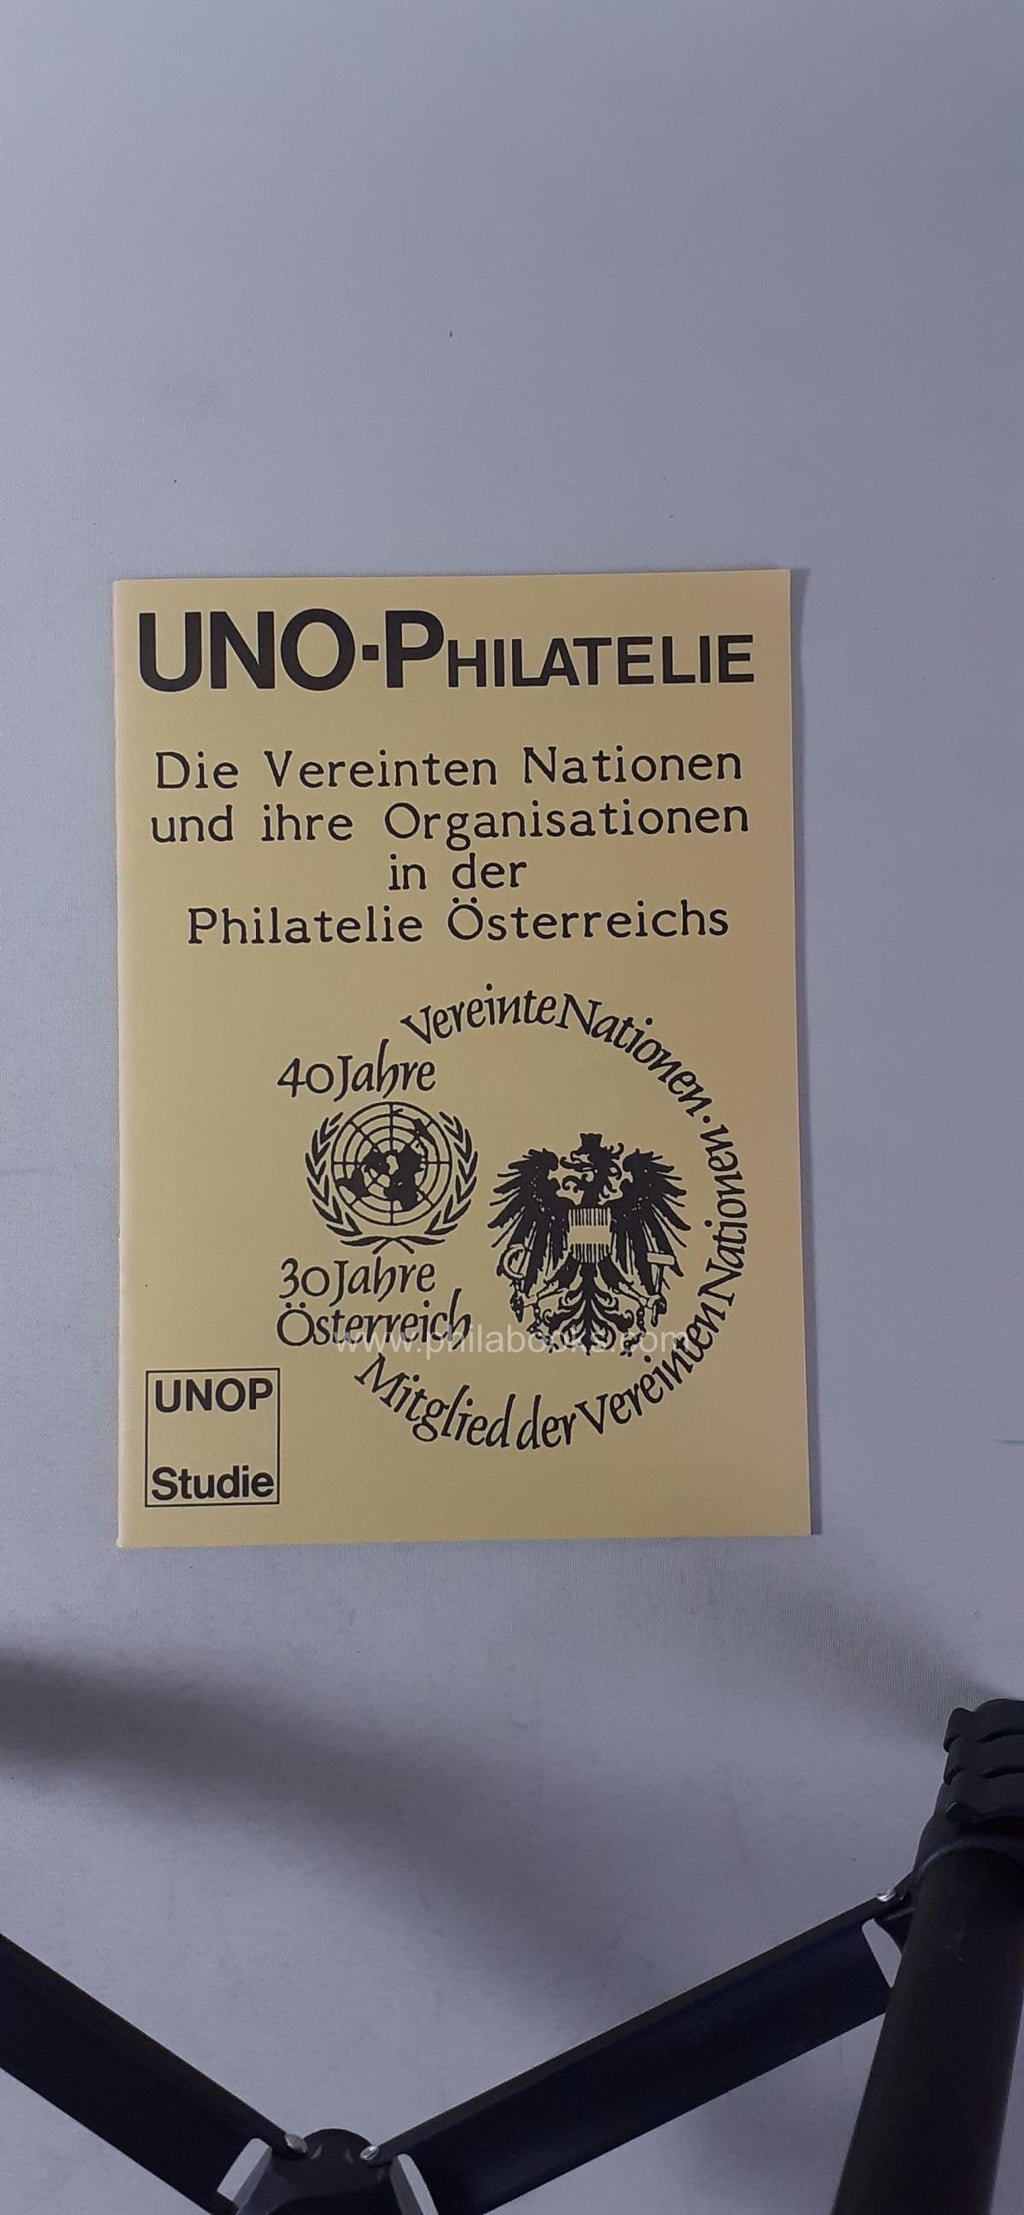 UNO-PHILATELIE
Die Vereinten Nationen
und ihre Organisationen
in der
Philatelie Österreichs
40 Jahre
Vereinte Nationen ·
30 Jahre
Österreich
Mitglied der Vereinten Nationen
www.philabooks.com
UNOP
Studie